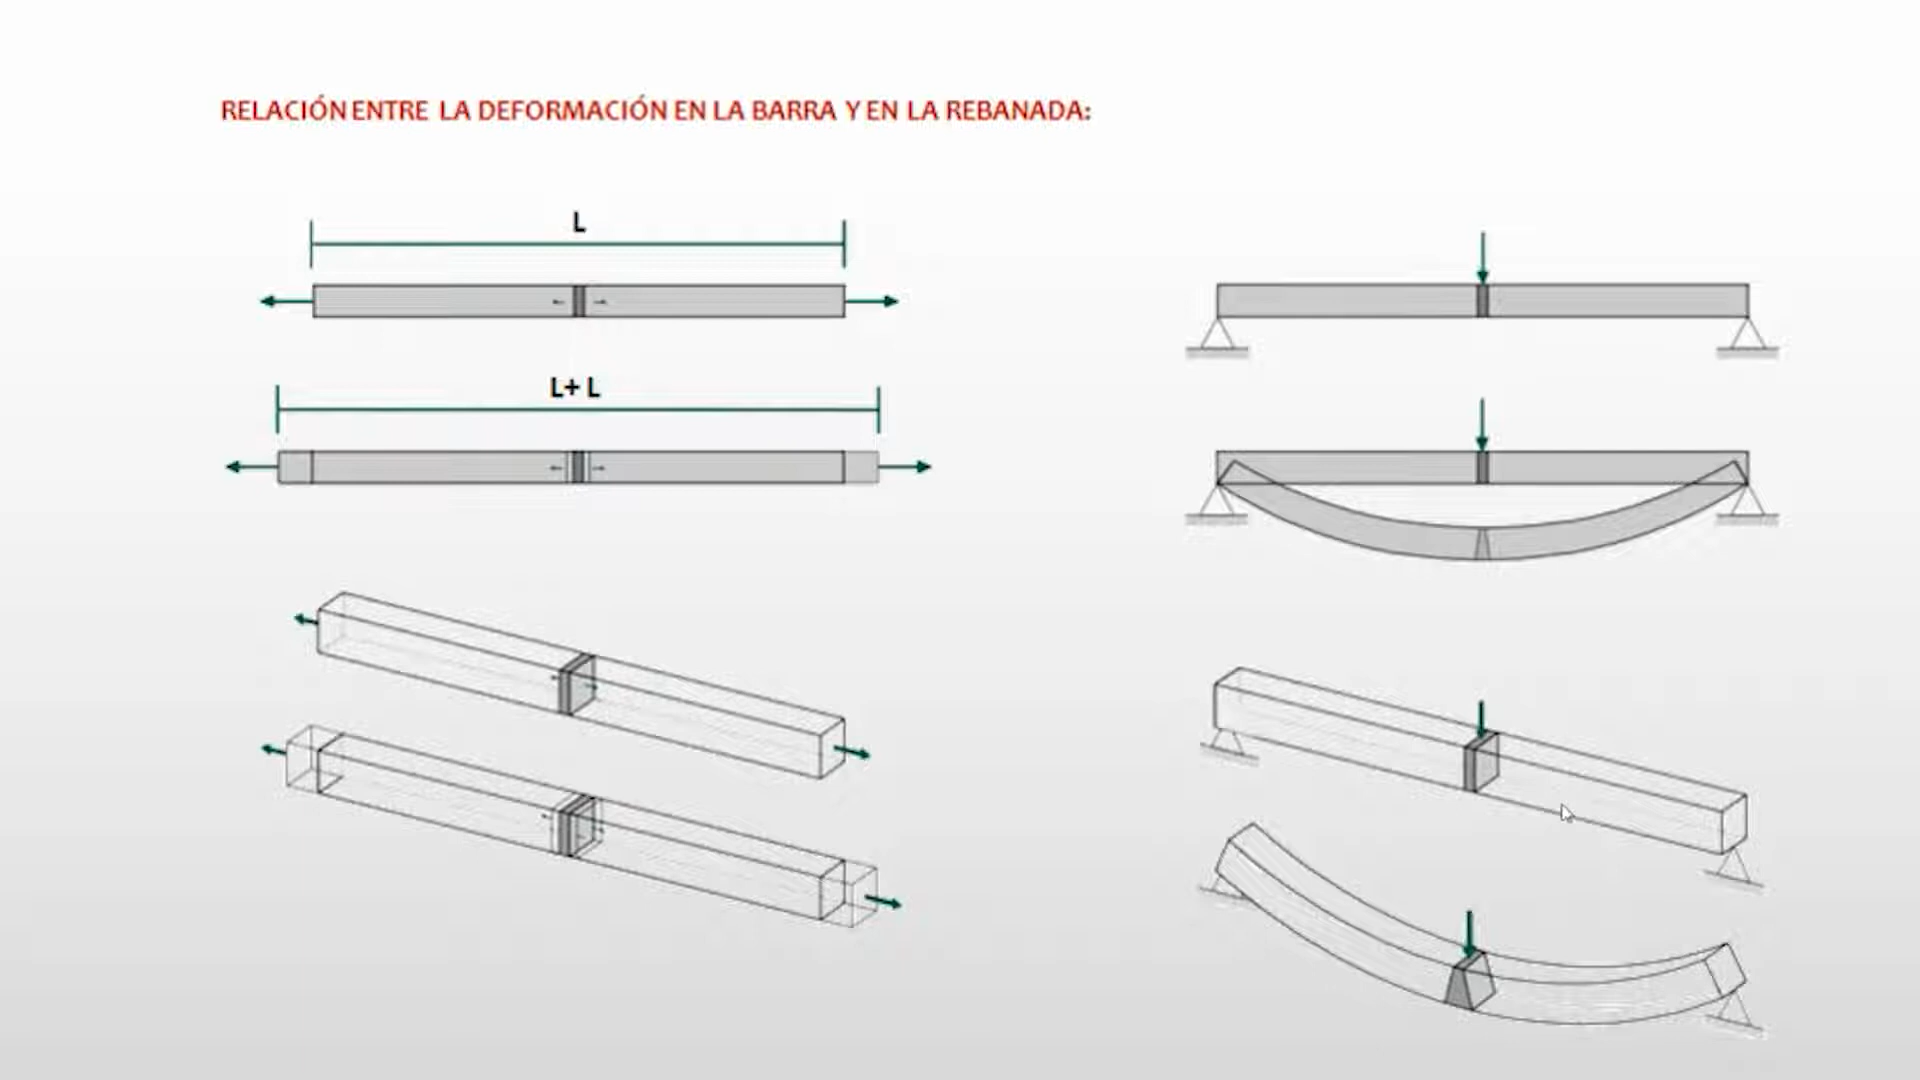 RELACIÓN ENTRE LA DEFORMACIÓN EN LA BARRA Y EN LA REBANADA:
L
L+ L